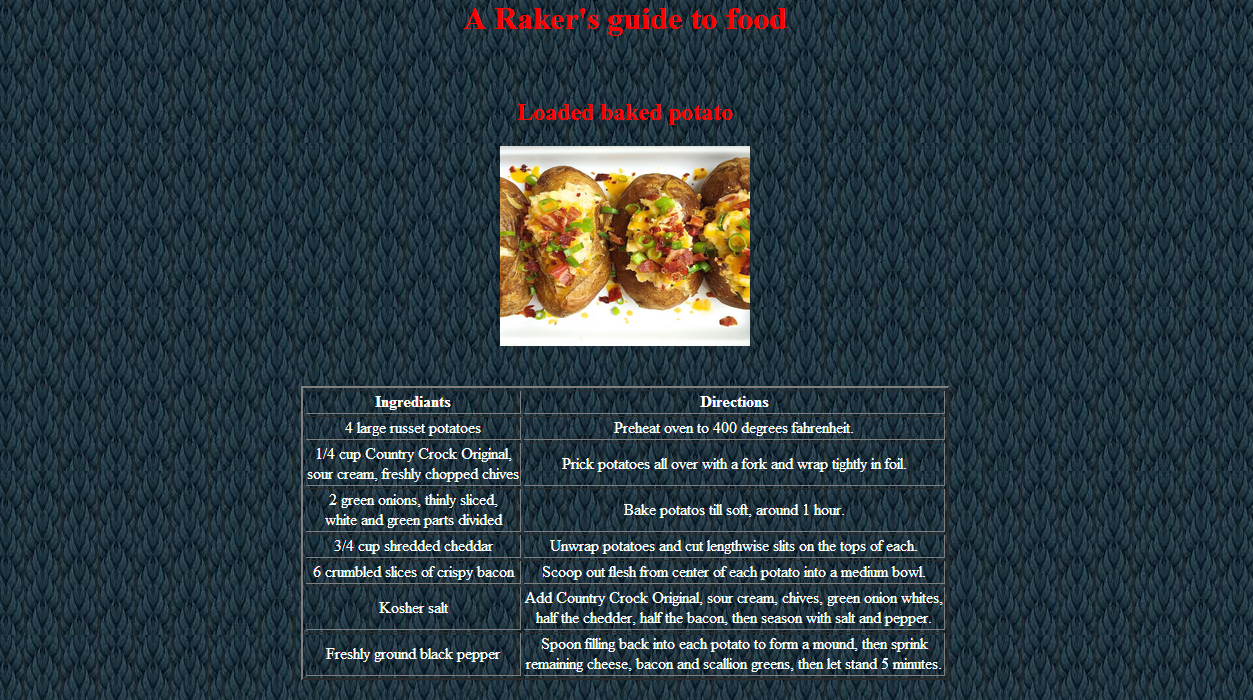 A Raker's guide to food
Loaded baked potato
Ingrediants
Directions
4 large russet potatoes
Preheat oven to 400 degrees fahrenheit.
1/4 cup Country Crock Original,
sour cream, freshly chopped chives
Prick potatoes all over with a fork and wrap tightly in foil.
2 green onions, thinly sliced,
white and green parts divided
Bake potatos till soft, around 1 hour.
3/4 cup shredded cheddar
Unwrap potatoes and cut lengthwise slits on the tops of each.
6 crumbled slices of crispy bacon
Scoop out flesh from center of each potato into a medium bowl.
Kosher salt
Add Country Crock Original, sour cream, chives, green onion whites,
half the chedder, half the bacon, then season with salt and pepper.
Freshly ground black pepper
Spoon filling back into each potato to form a mound, then sprink
remaining cheese, bacon and scallion greens, then let stand 5 minutes.